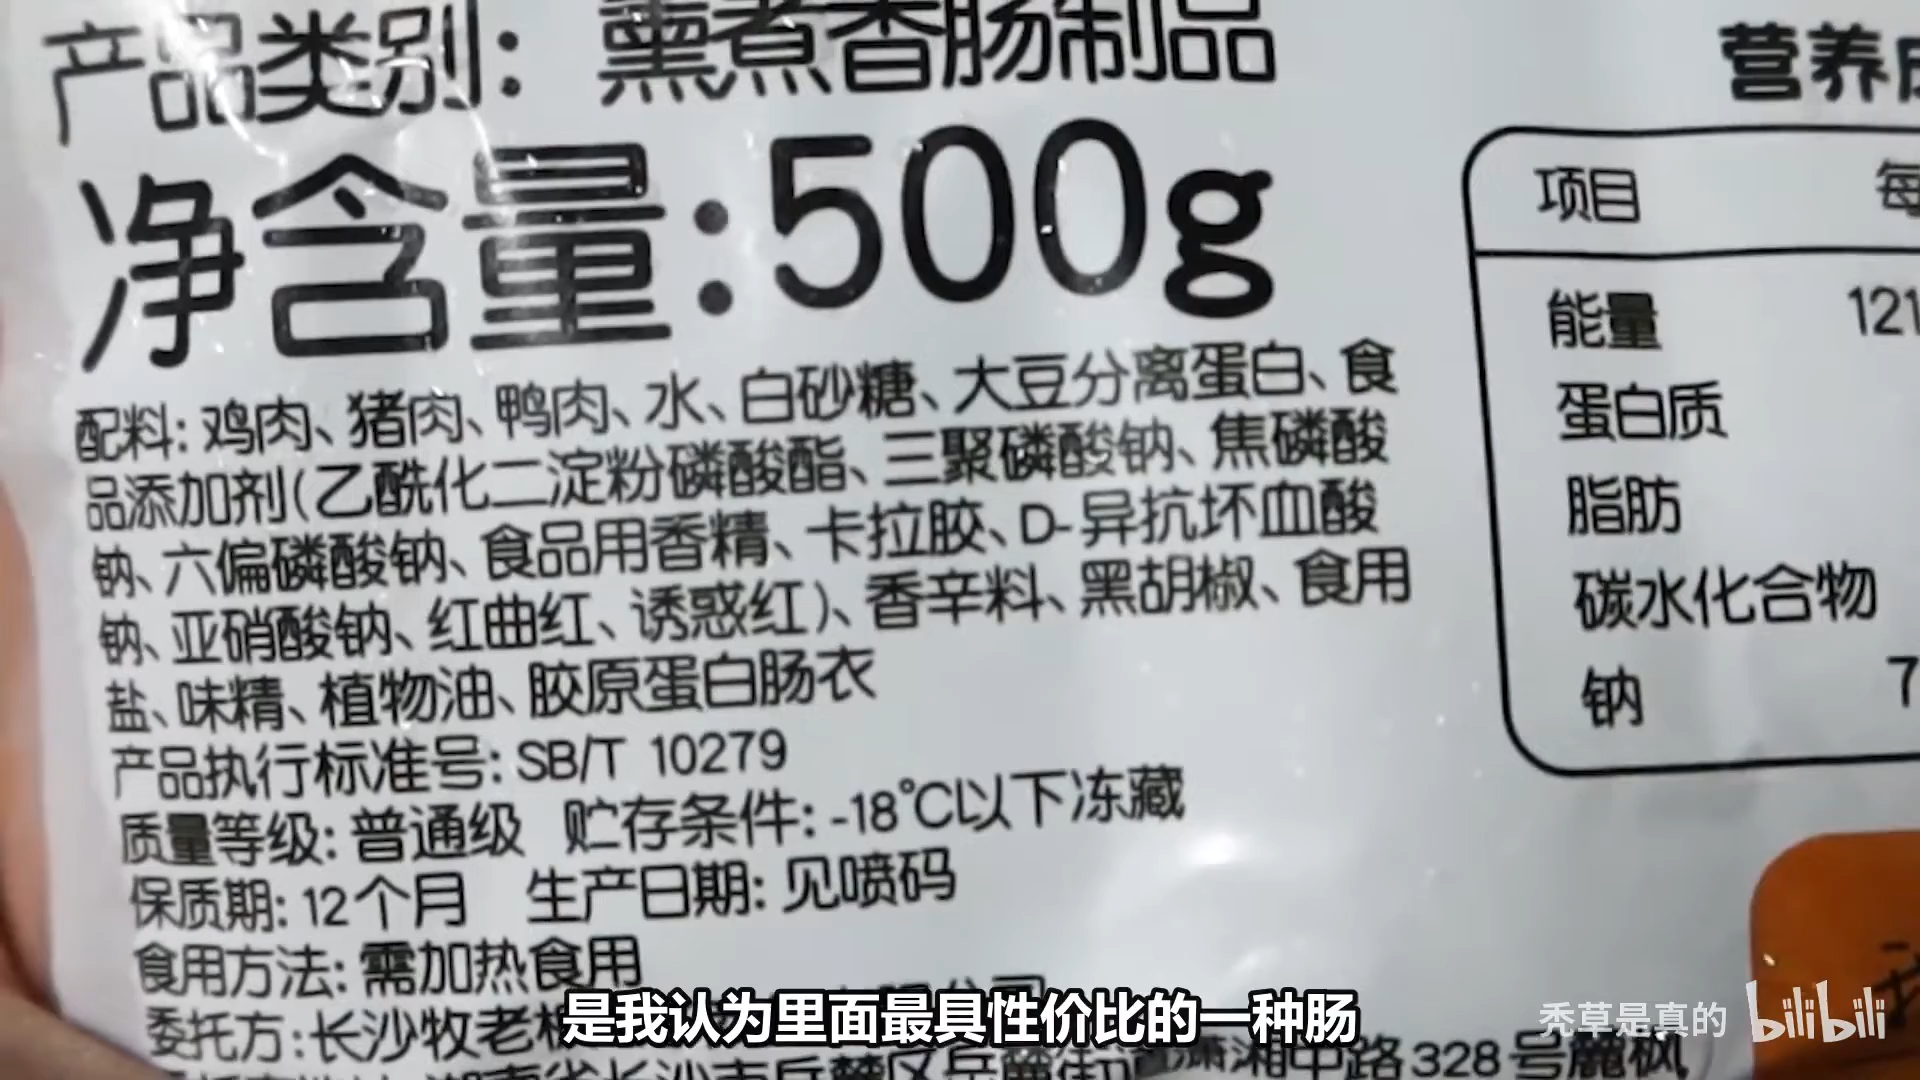 产品类别：熏煮香肠制品
净含量:500g
配料：鸡肉、猪肉、鸭肉、水、白砂糖、大豆分离蛋白、食
品添加剂（乙酰化二淀粉磷酸酯、三聚磷酸钠、焦磷酸
钠、六偏磷酸钠、食品用香精、卡拉胶、D-异抗坏血酸
钠、亚硝酸钠、红曲红、诱惑红）、香辛料、黑胡椒、食用
盐、味精、植物油、胶原蛋白肠衣
产品执行标准号：SB/T 10279
质量等级：普通级 贮存条件：-18℃以下冻藏
保质期：12个月 生产日期：见喷码
食用方法：需加热食用
委托方：长沙牧老
潇湘中路328号麓枫
营养
项目 每
能量 121
蛋白质
脂肪
碳水化合物
钠 7
是我认为里面最具性价比的一种肠
秃草是真的 bilibili